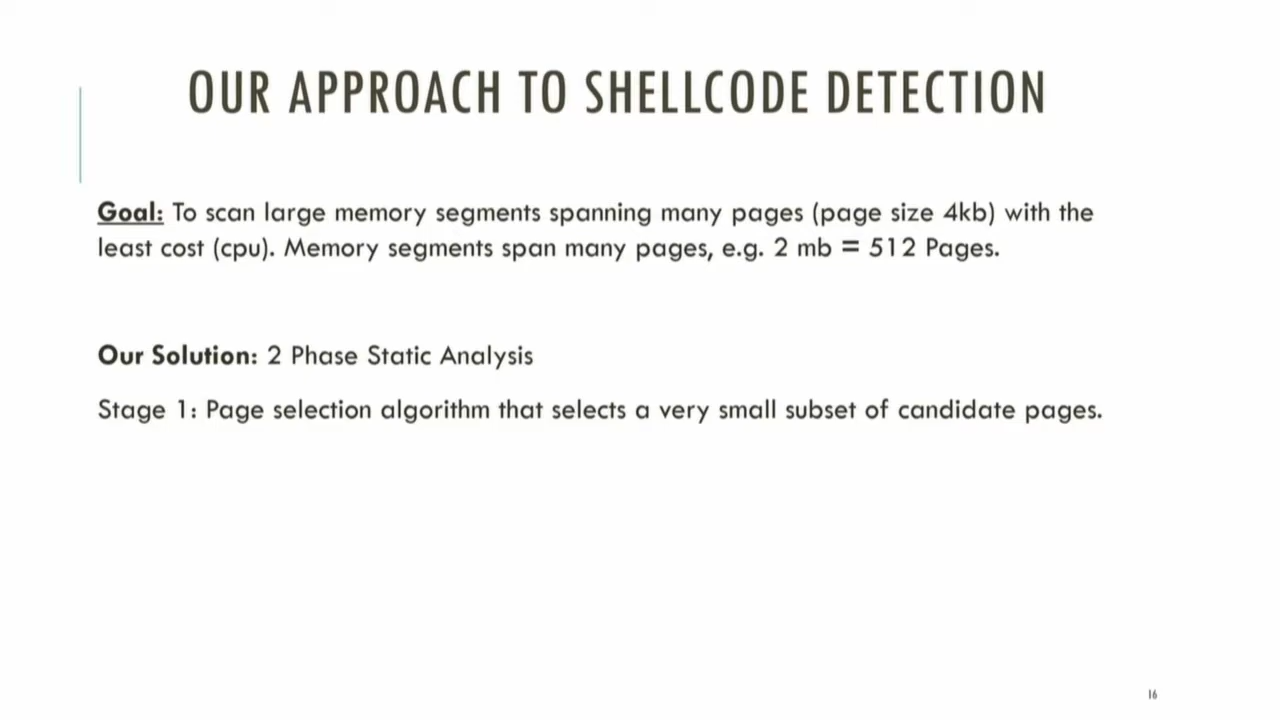 OUR APPROACH TO SHELLCODE DETECTION
Goal: To scan large memory segments spanning many pages (page size 4kb) with the
least cost (cpu). Memory segments span many pages, e.g. 2 mb = 512 Pages.
Our Solution: 2 Phase Static Analysis
Stage 1: Page selection algorithm that selects a very small subset of candidate pages.
16